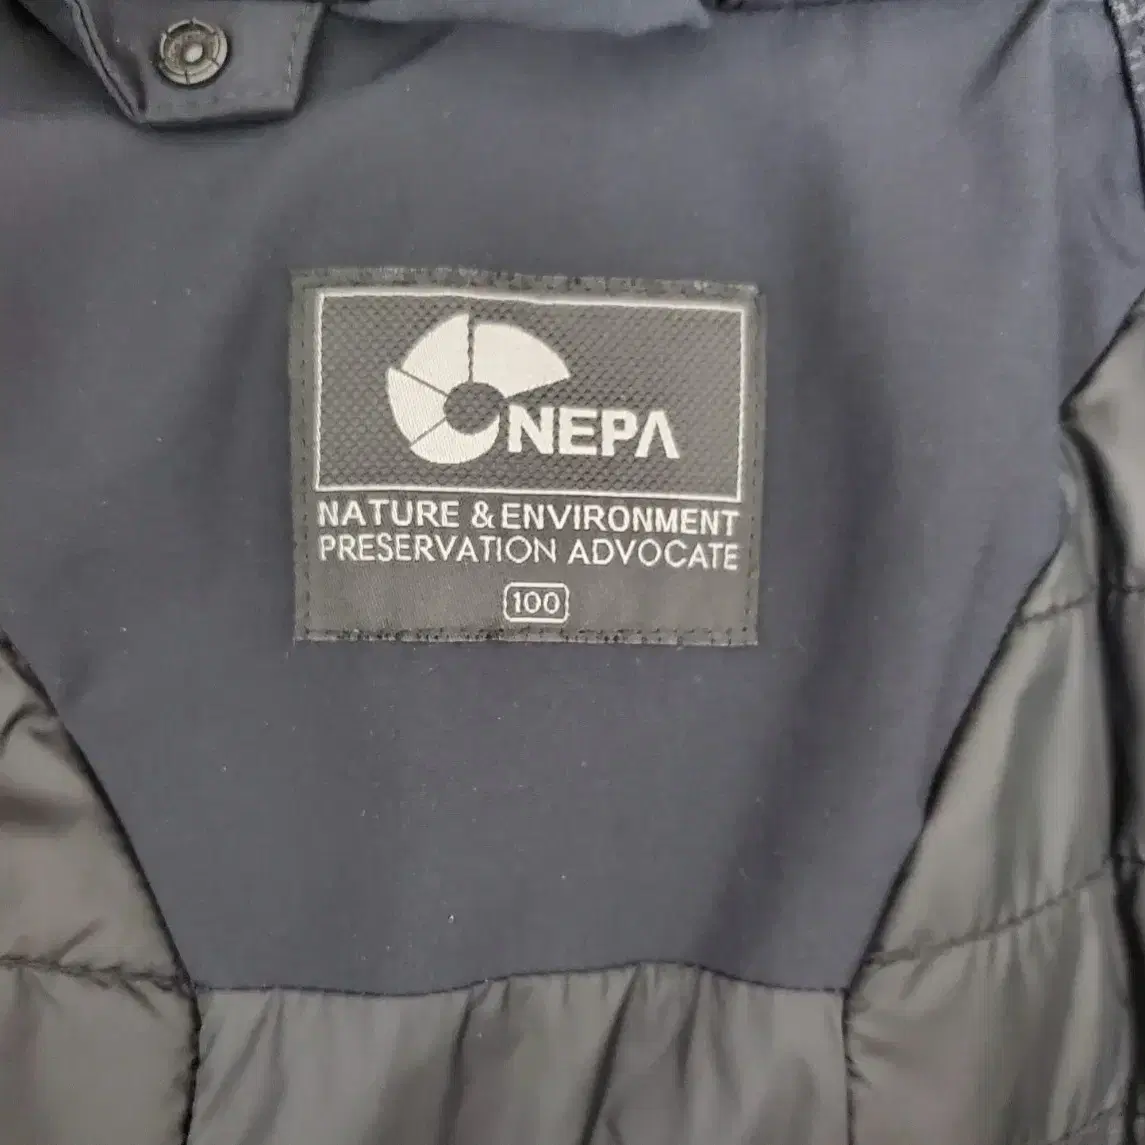 NEPA
NATURE & ENVIRONMENT
PRESERVATION ADVOCATE
100